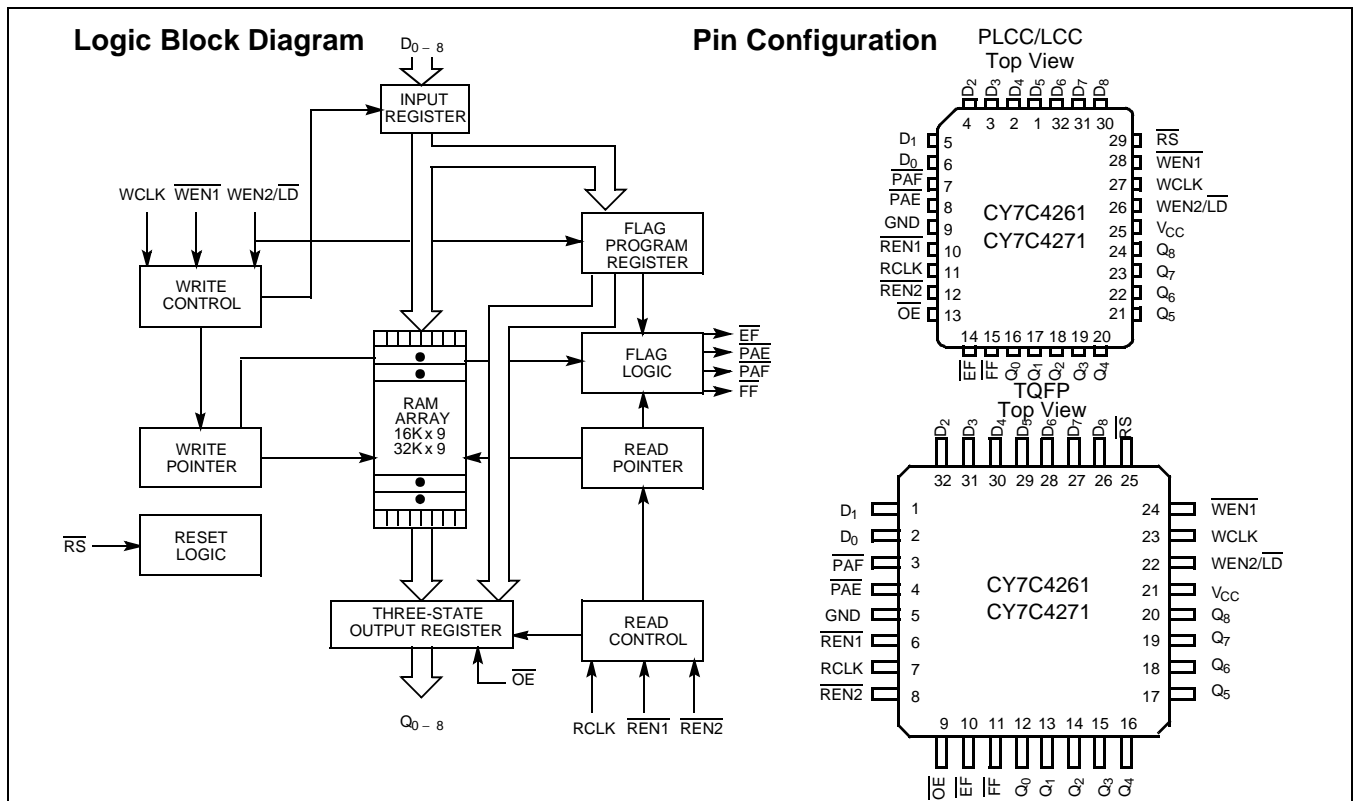 Logic Block Diagram
D0 – 8
INPUT
REGISTER
WCLK WEN1 WEN2/LD
FLAG
PROGRAM
REGISTER
WRITE
CONTROL
FLAG
LOGIC
EF
PAE
PAF
FF
RAM
ARRAY
16K x 9
32K x 9
WRITE
POINTER
READ
POINTER
RS
RESET
LOGIC
THREE-STATE
OUTPUT REGISTER
READ
CONTROL
OE
Q0 – 8
RCLK REN1 REN2
Pin Configuration
PLCC/LCC
Top View
D2 D3 D4 D5 D6 D7 D8
4 3 2 1 32 31 30
D1 5 29 RS
D0 6 28 WEN1
PAF 7 27 WCLK
PAE 8 26 WEN2/LD
GND 9 25 VCC
REN1 10 24 Q8
RCLK 11 23 Q7
REN2 12 22 Q6
OE 13 21 Q5
CY7C4261
CY7C4271
14 15 16 17 18 19 20
EF FF Q0 Q1 Q2 Q3 Q4
TQFP
Top View
D2 D3 D4 D5 D6 D7 D8 RS
32 31 30 29 28 27 26 25
D1 1 24 WEN1
D0 2 23 WCLK
PAF 3 22 WEN2/LD
PAE 4 21 VCC
GND 5 20 Q8
REN1 6 19 Q7
RCLK 7 18 Q6
REN2 8 17 Q5
CY7C4261
CY7C4271
9 10 11 12 13 14 15 16
OE EF FF Q0 Q1 Q2 Q3 Q4